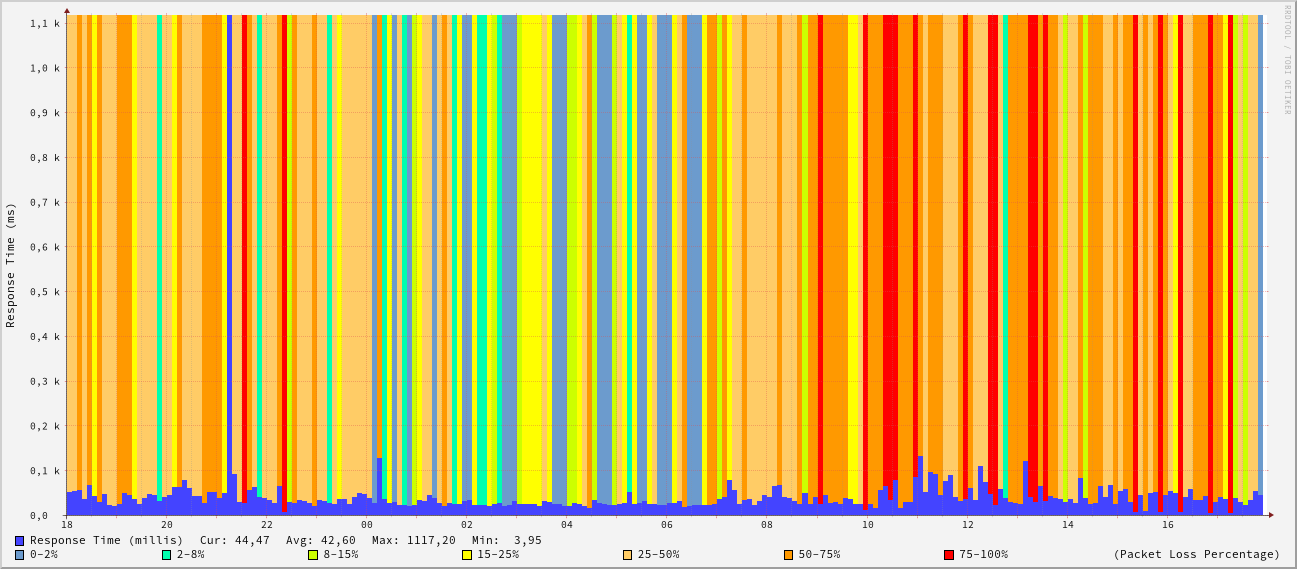 RRDTOOL / TOBI OETIKER
Response Time (ms)
1,1 k
1,0 k
0,9 k
0,8 k
0,7 k
0,6 k
0,5 k
0,4 k
0,3 k
0,2 k
0,1 k
0,0
18 20 22 00 02 04 06 08 10 12 14 16
Response Time (millis) Cur: 44,47 Avg: 42,60 Max: 1117,20 Min: 3,95
0-2% 2-8% 8-15% 15-25% 25-50% 50-75% 75-100% (Packet Loss Percentage)